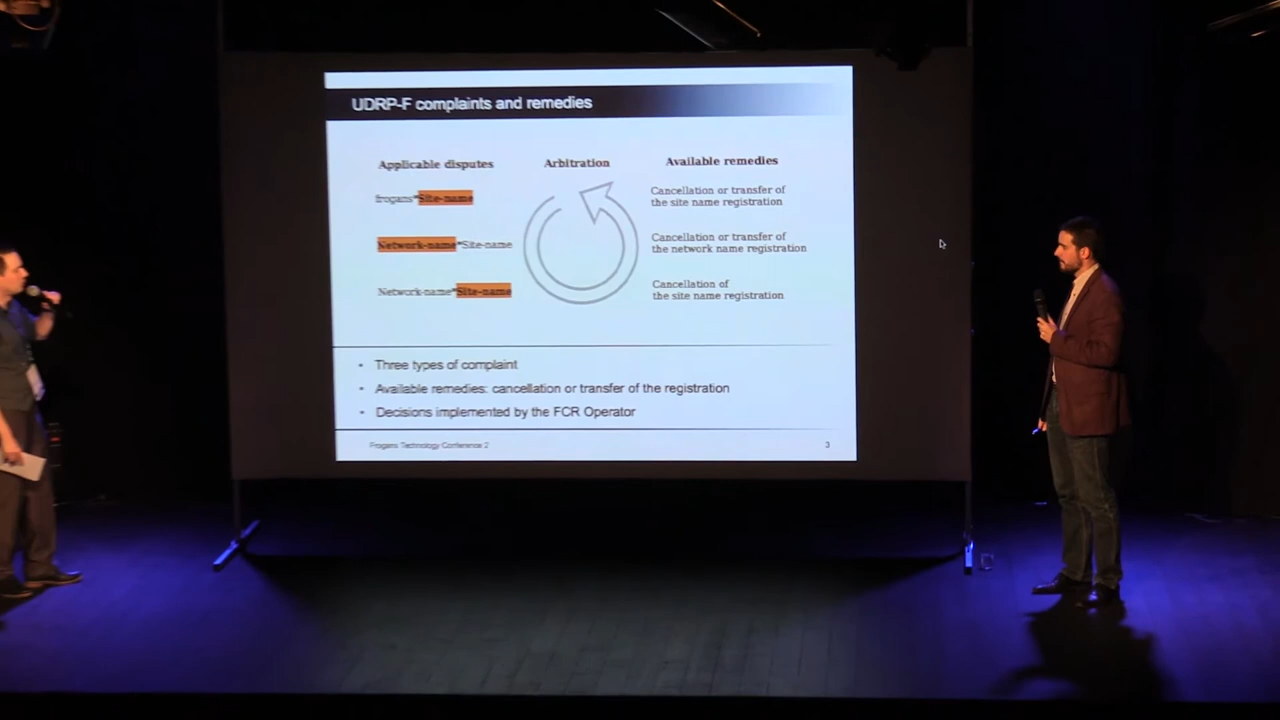 UDRP-F complaints and remedies
Applicable disputes
Arbitration
Available remedies
frogans*Site-name
Cancellation or transfer of
the site name registration
Network-name*Site-name
Cancellation or transfer of
the network name registration
Network-name*Site-name
Cancellation of
the site name registration
• Three types of complaint
• Available remedies: cancellation or transfer of the registration
• Decisions implemented by the FCR Operator
Frogans Technology Conference 2
3